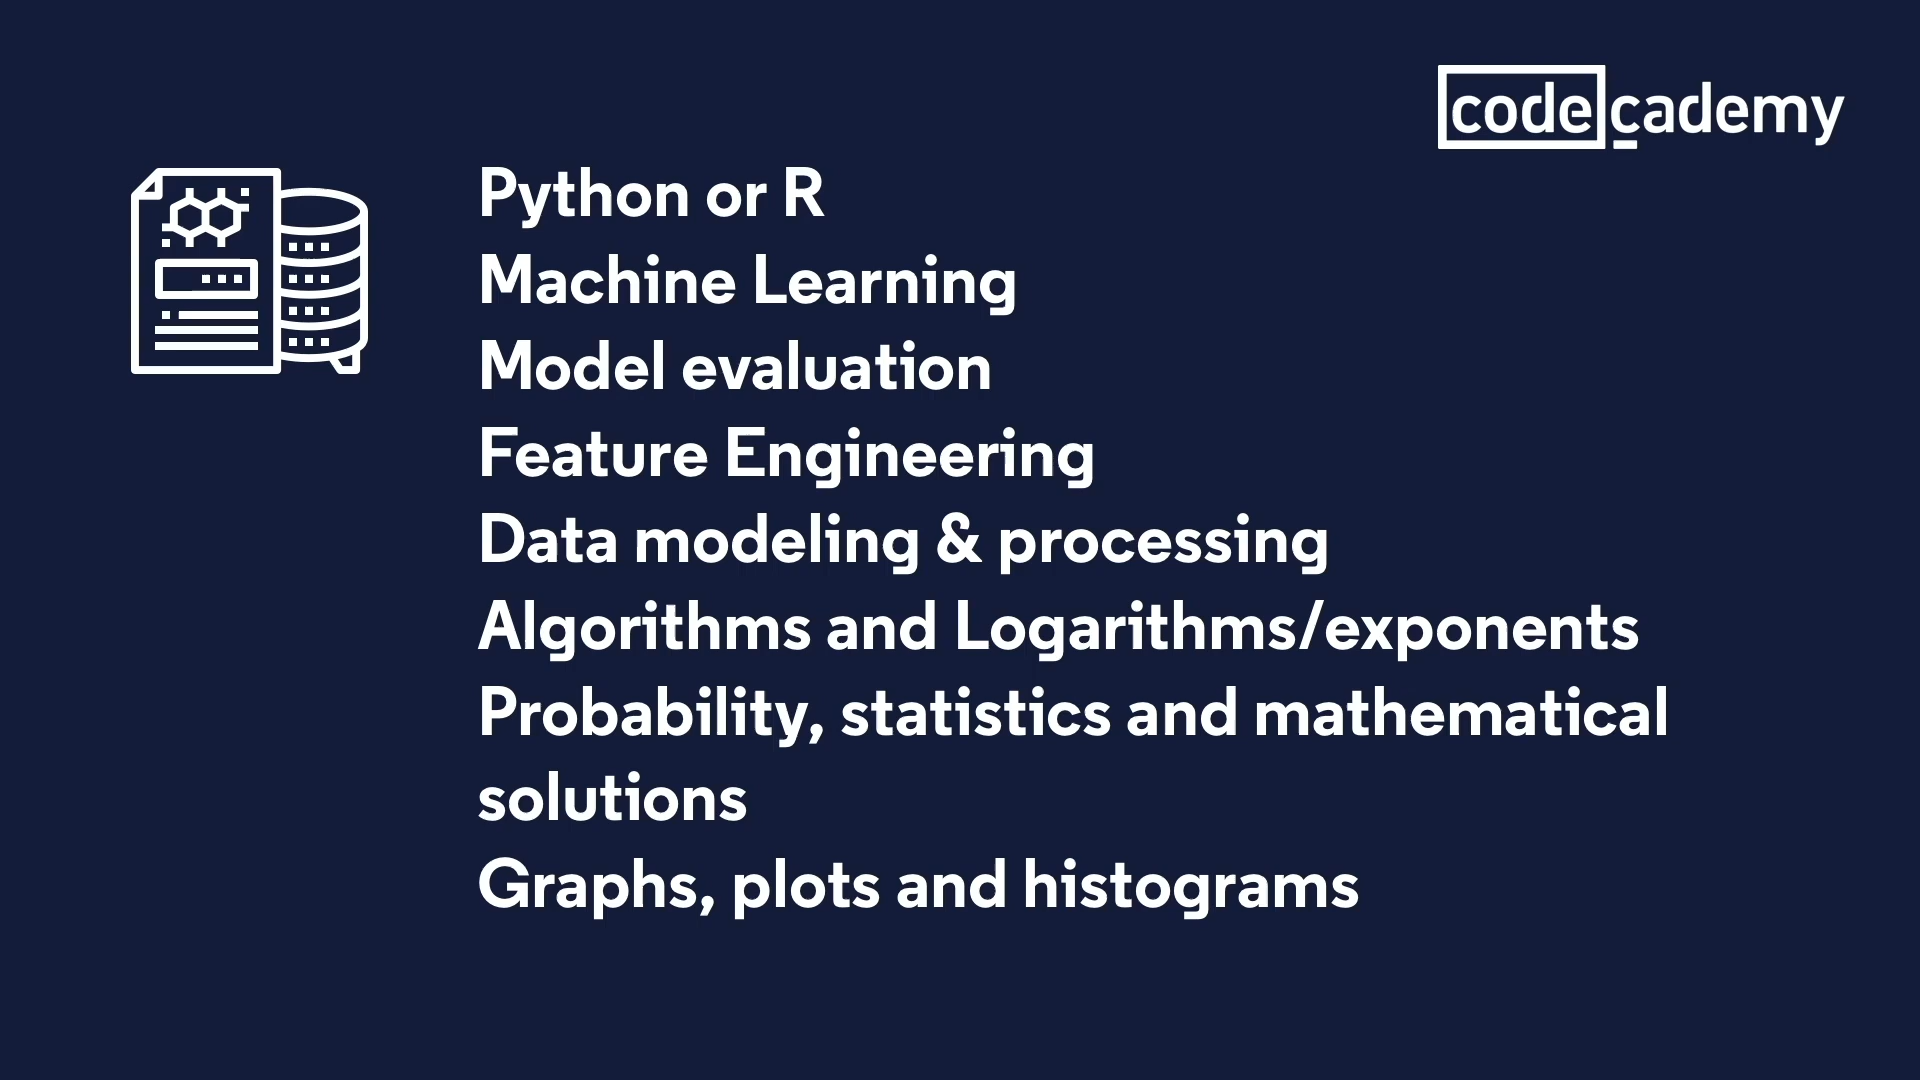 codecademy
Python or R
Machine Learning
Model evaluation
Feature Engineering
Data modeling & processing
Algorithms and Logarithms/exponents
Probability, statistics and mathematical
solutions
Graphs, plots and histograms